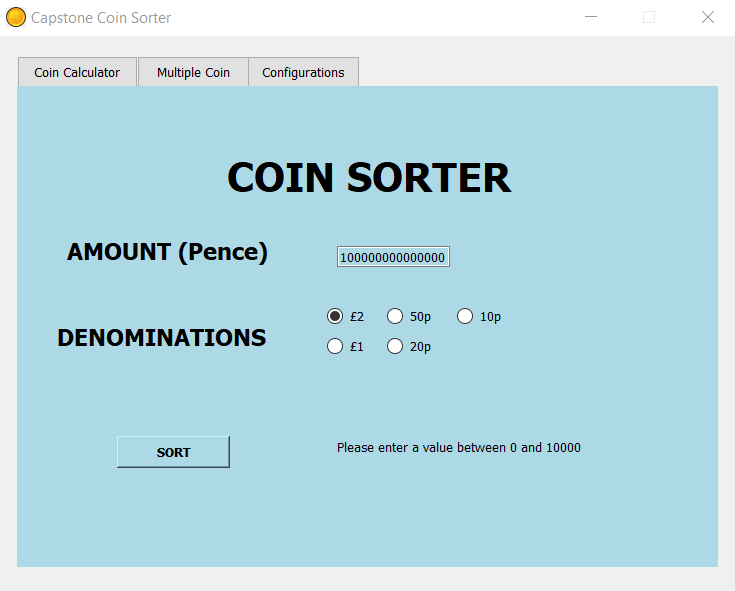 Capstone Coin Sorter
Coin Calculator Multiple Coin Configurations
COIN SORTER
AMOUNT (Pence) 100000000000000
£2 50p 10p
DENOMINATIONS
£1 20p
SORT Please enter a value between 0 and 10000